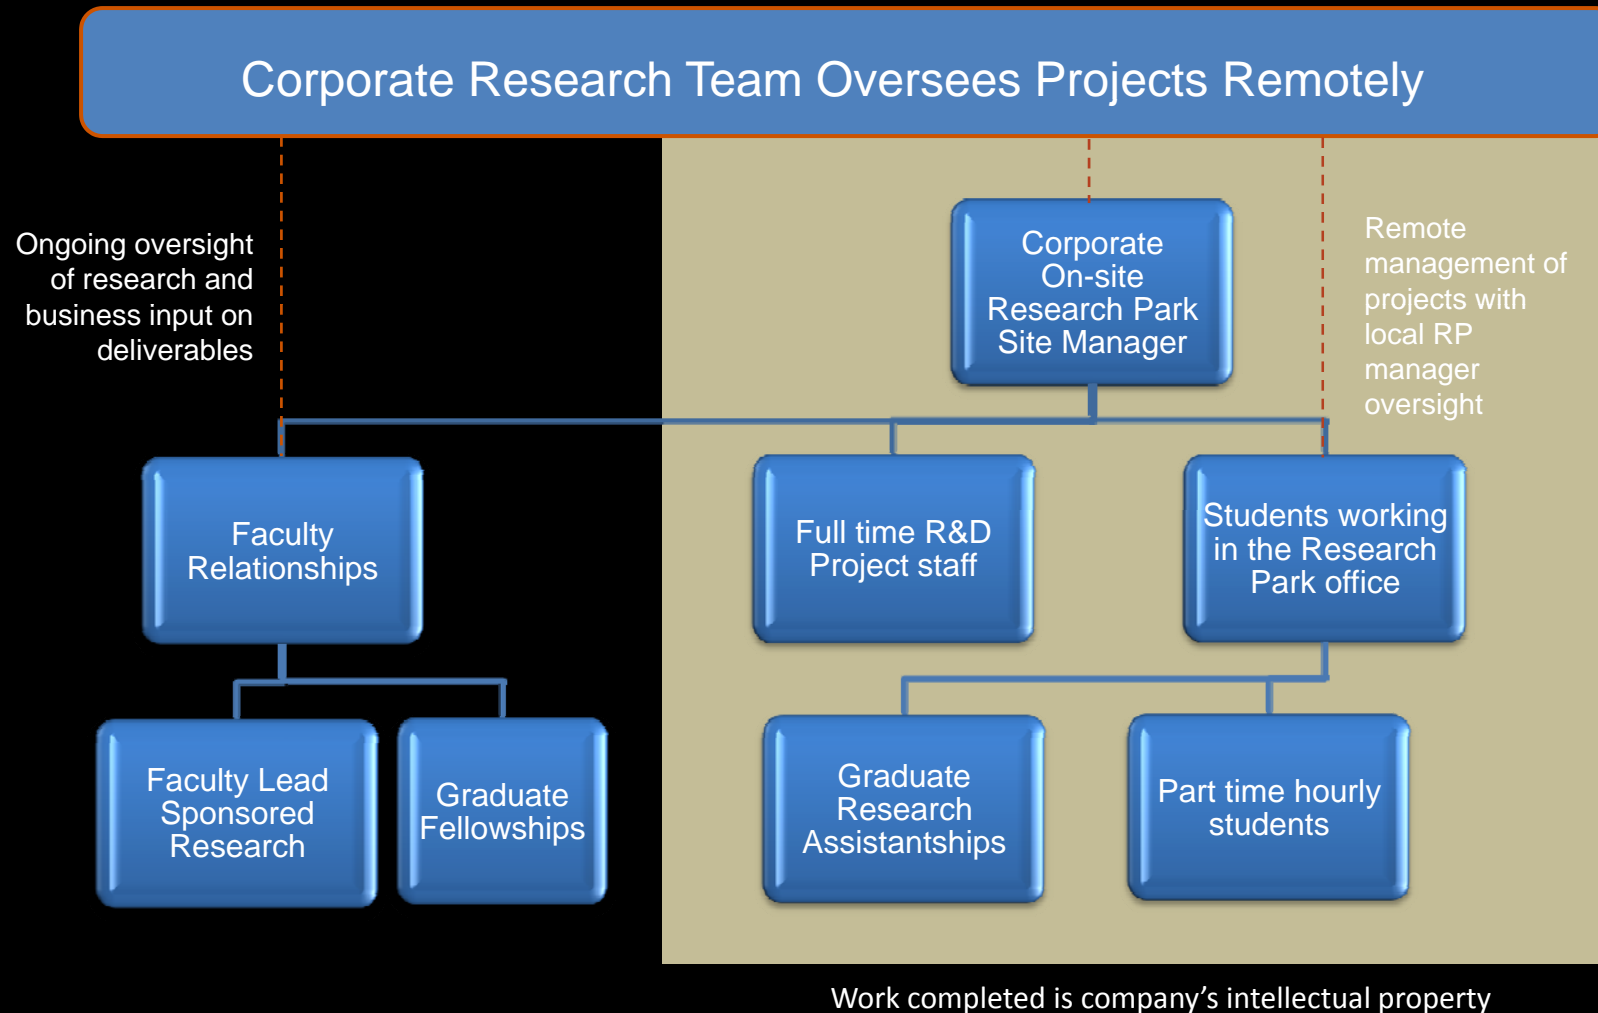 Corporate Research Team Oversees Projects Remotely
Ongoing oversight
of research and
business input on
deliverables
Corporate
On-site
Research Park
Site Manager
Remote
management of
projects with
local RP
manager
oversight
Faculty
Relationships
Full time R&D
Project staff
Students working
in the Research
Park office
Faculty Lead
Sponsored
Research
Graduate
Fellowships
Graduate
Research
Assistantships
Part time hourly
students
Work completed is company’s intellectual property